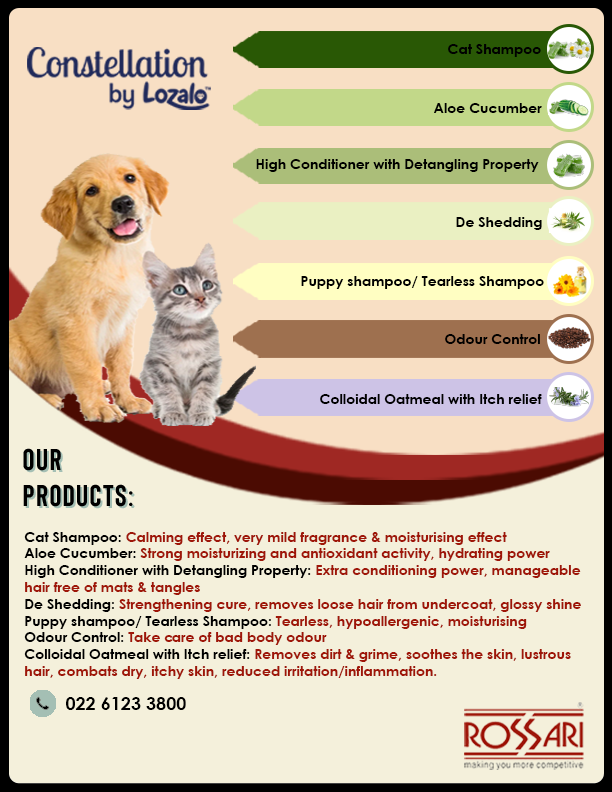 Constellation
by Lozalo™
Cat Shampoo
Aloe Cucumber
High Conditioner with Detangling Property
De Shedding
Puppy shampoo/ Tearless Shampoo
Odour Control
Colloidal Oatmeal with Itch relief
OUR
PRODUCTS:
Cat Shampoo: Calming effect, very mild fragrance & moisturising effect
Aloe Cucumber: Strong moisturizing and antioxidant activity, hydrating power
High Conditioner with Detangling Property: Extra conditioning power, manageable
hair free of mats & tangles
De Shedding: Strengthening cure, removes loose hair from undercoat, glossy shine
Puppy shampoo/ Tearless Shampoo: Tearless, hypoallergenic, moisturising
Odour Control: Take care of bad body odour
Colloidal Oatmeal with Itch relief: Removes dirt & grime, soothes the skin, lustrous
hair, combats dry, itchy skin, reduced irritation/inflammation.
022 6123 3800
ROSSARI®
making you more competitive